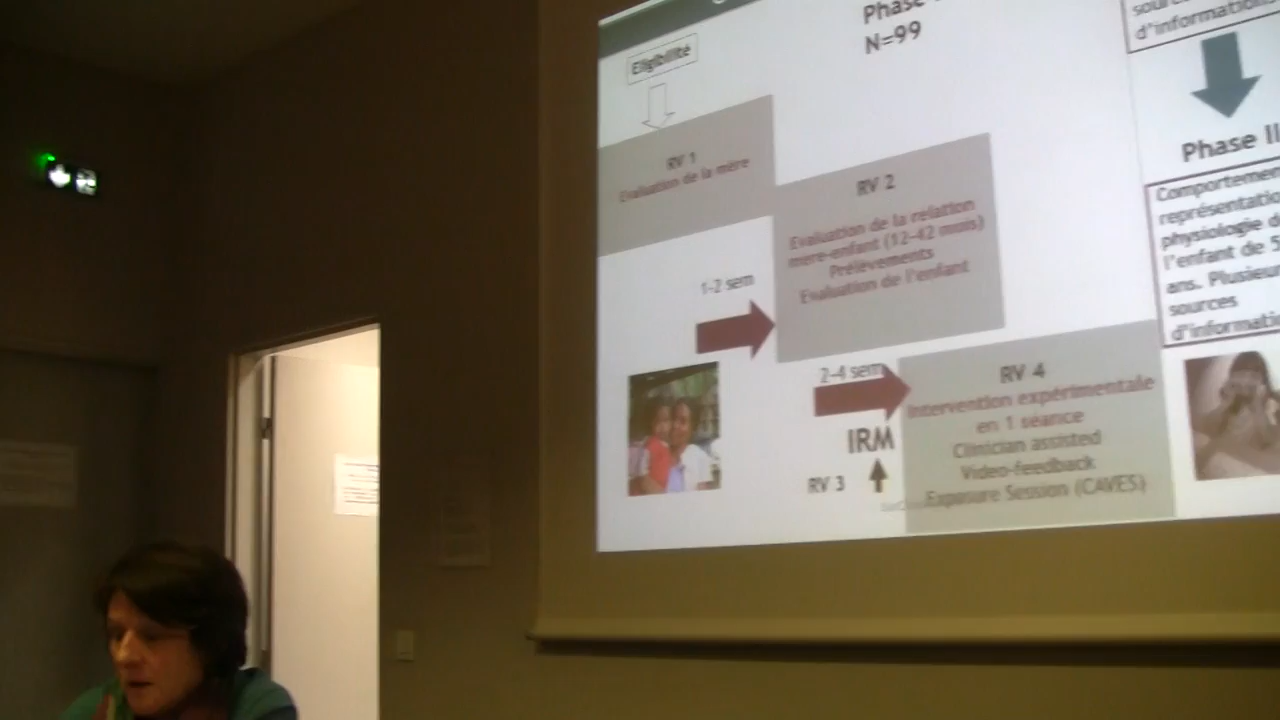 Eligibilité
Phase
N=99
RV 1
Evaluation de la mère
RV 2
Evaluation de la relation
mère-enfant (12-42 mois)
Prélèvements
Evaluation de l'enfant
1-2 sem
2-4 sem
IRM
RV 3
RV 4
Intervention expérimentale
en 1 séance
Clinician assisted
Video-feedback
Exposure Session (CAVES)
d'informations
Phase II
Comportemen
représentatio
physiologie d
l'enfant de 5
ans. Plusieur
sources
d'informati